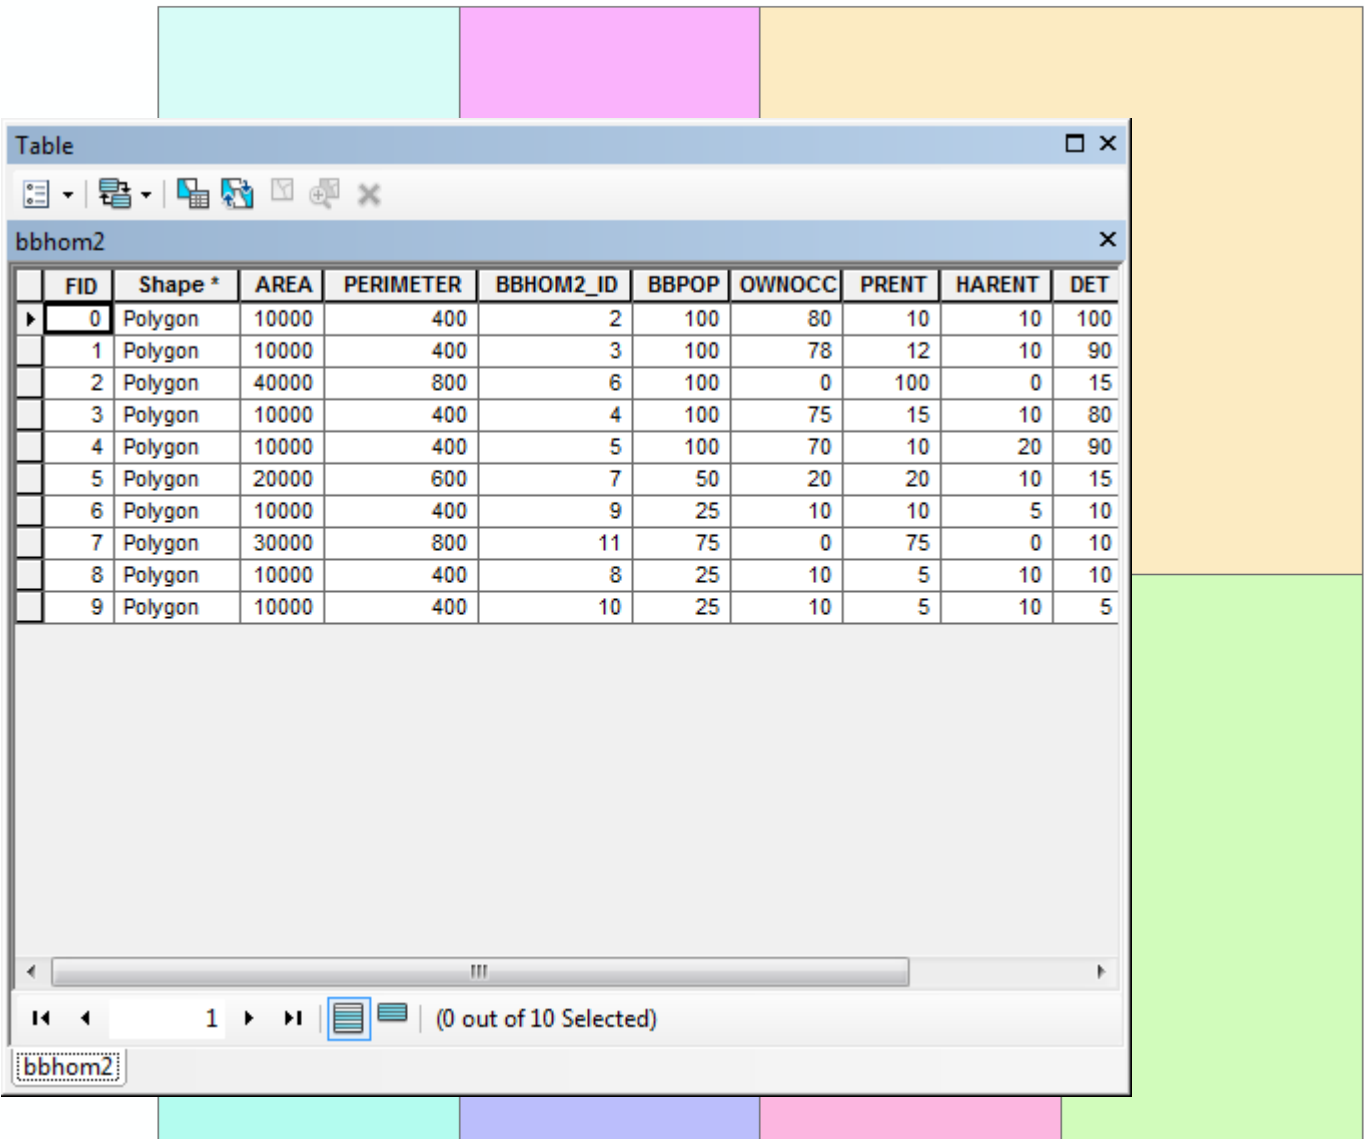 Table
bbhom2
FID Shape * AREA PERIMETER BBHOM2_ID BBPOP OWNOCC PRENT HARENT DET
0 Polygon 10000 400 2 100 80 10 10 100
1 Polygon 10000 400 3 100 78 12 10 90
2 Polygon 40000 800 6 100 0 100 0 15
3 Polygon 10000 400 4 100 75 15 10 80
4 Polygon 10000 400 5 100 70 10 20 90
5 Polygon 20000 600 7 50 20 20 10 15
6 Polygon 10000 400 9 25 10 10 5 10
7 Polygon 30000 800 11 75 0 75 0 10
8 Polygon 10000 400 8 25 10 5 10 10
9 Polygon 10000 400 10 25 10 5 10 5
1 (0 out of 10 Selected)
bbhom2